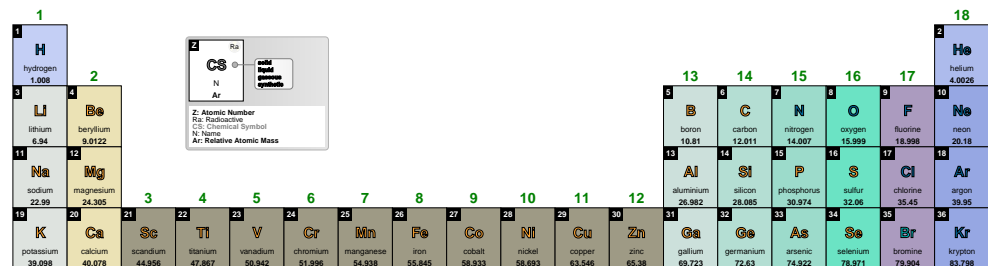 1 18
1 2
H He
hydrogen helium
1.008 4.0026
Z Ra
CS
N
Ar
solid
liquid
gaseous
synthetic
Z: Atomic Number
Ra: Radioactive
CS: Chemical Symbol
N: Name
Ar: Relative Atomic Mass
2 13 14 15 16 17
3 4 5 6 7 8 9 10
Li Be B C N O F Ne
lithium beryllium boron carbon nitrogen oxygen fluorine neon
6.94 9.0122 10.81 12.011 14.007 15.999 18.998 20.18
11 12 13 14 15 16 17 18
Na Mg Al Si P S Cl Ar
sodium magnesium aluminium silicon phosphorus sulfur chlorine argon
22.99 24.305 26.982 28.085 30.974 32.06 35.45 39.95
3 4 5 6 7 8 9 10 11 12
19 20 21 22 23 24 25 26 27 28 29 30 31 32 33 34 35 36
K Ca Sc Ti V Cr Mn Fe Co Ni Cu Zn Ga Ge As Se Br Kr
potassium calcium scandium titanium vanadium chromium manganese iron cobalt nickel copper zinc gallium germanium arsenic selenium bromine krypton
39.098 40.078 44.956 47.867 50.942 51.996 54.938 55.845 58.933 58.693 63.546 65.38 69.723 72.63 74.922 78.971 79.904 83.798